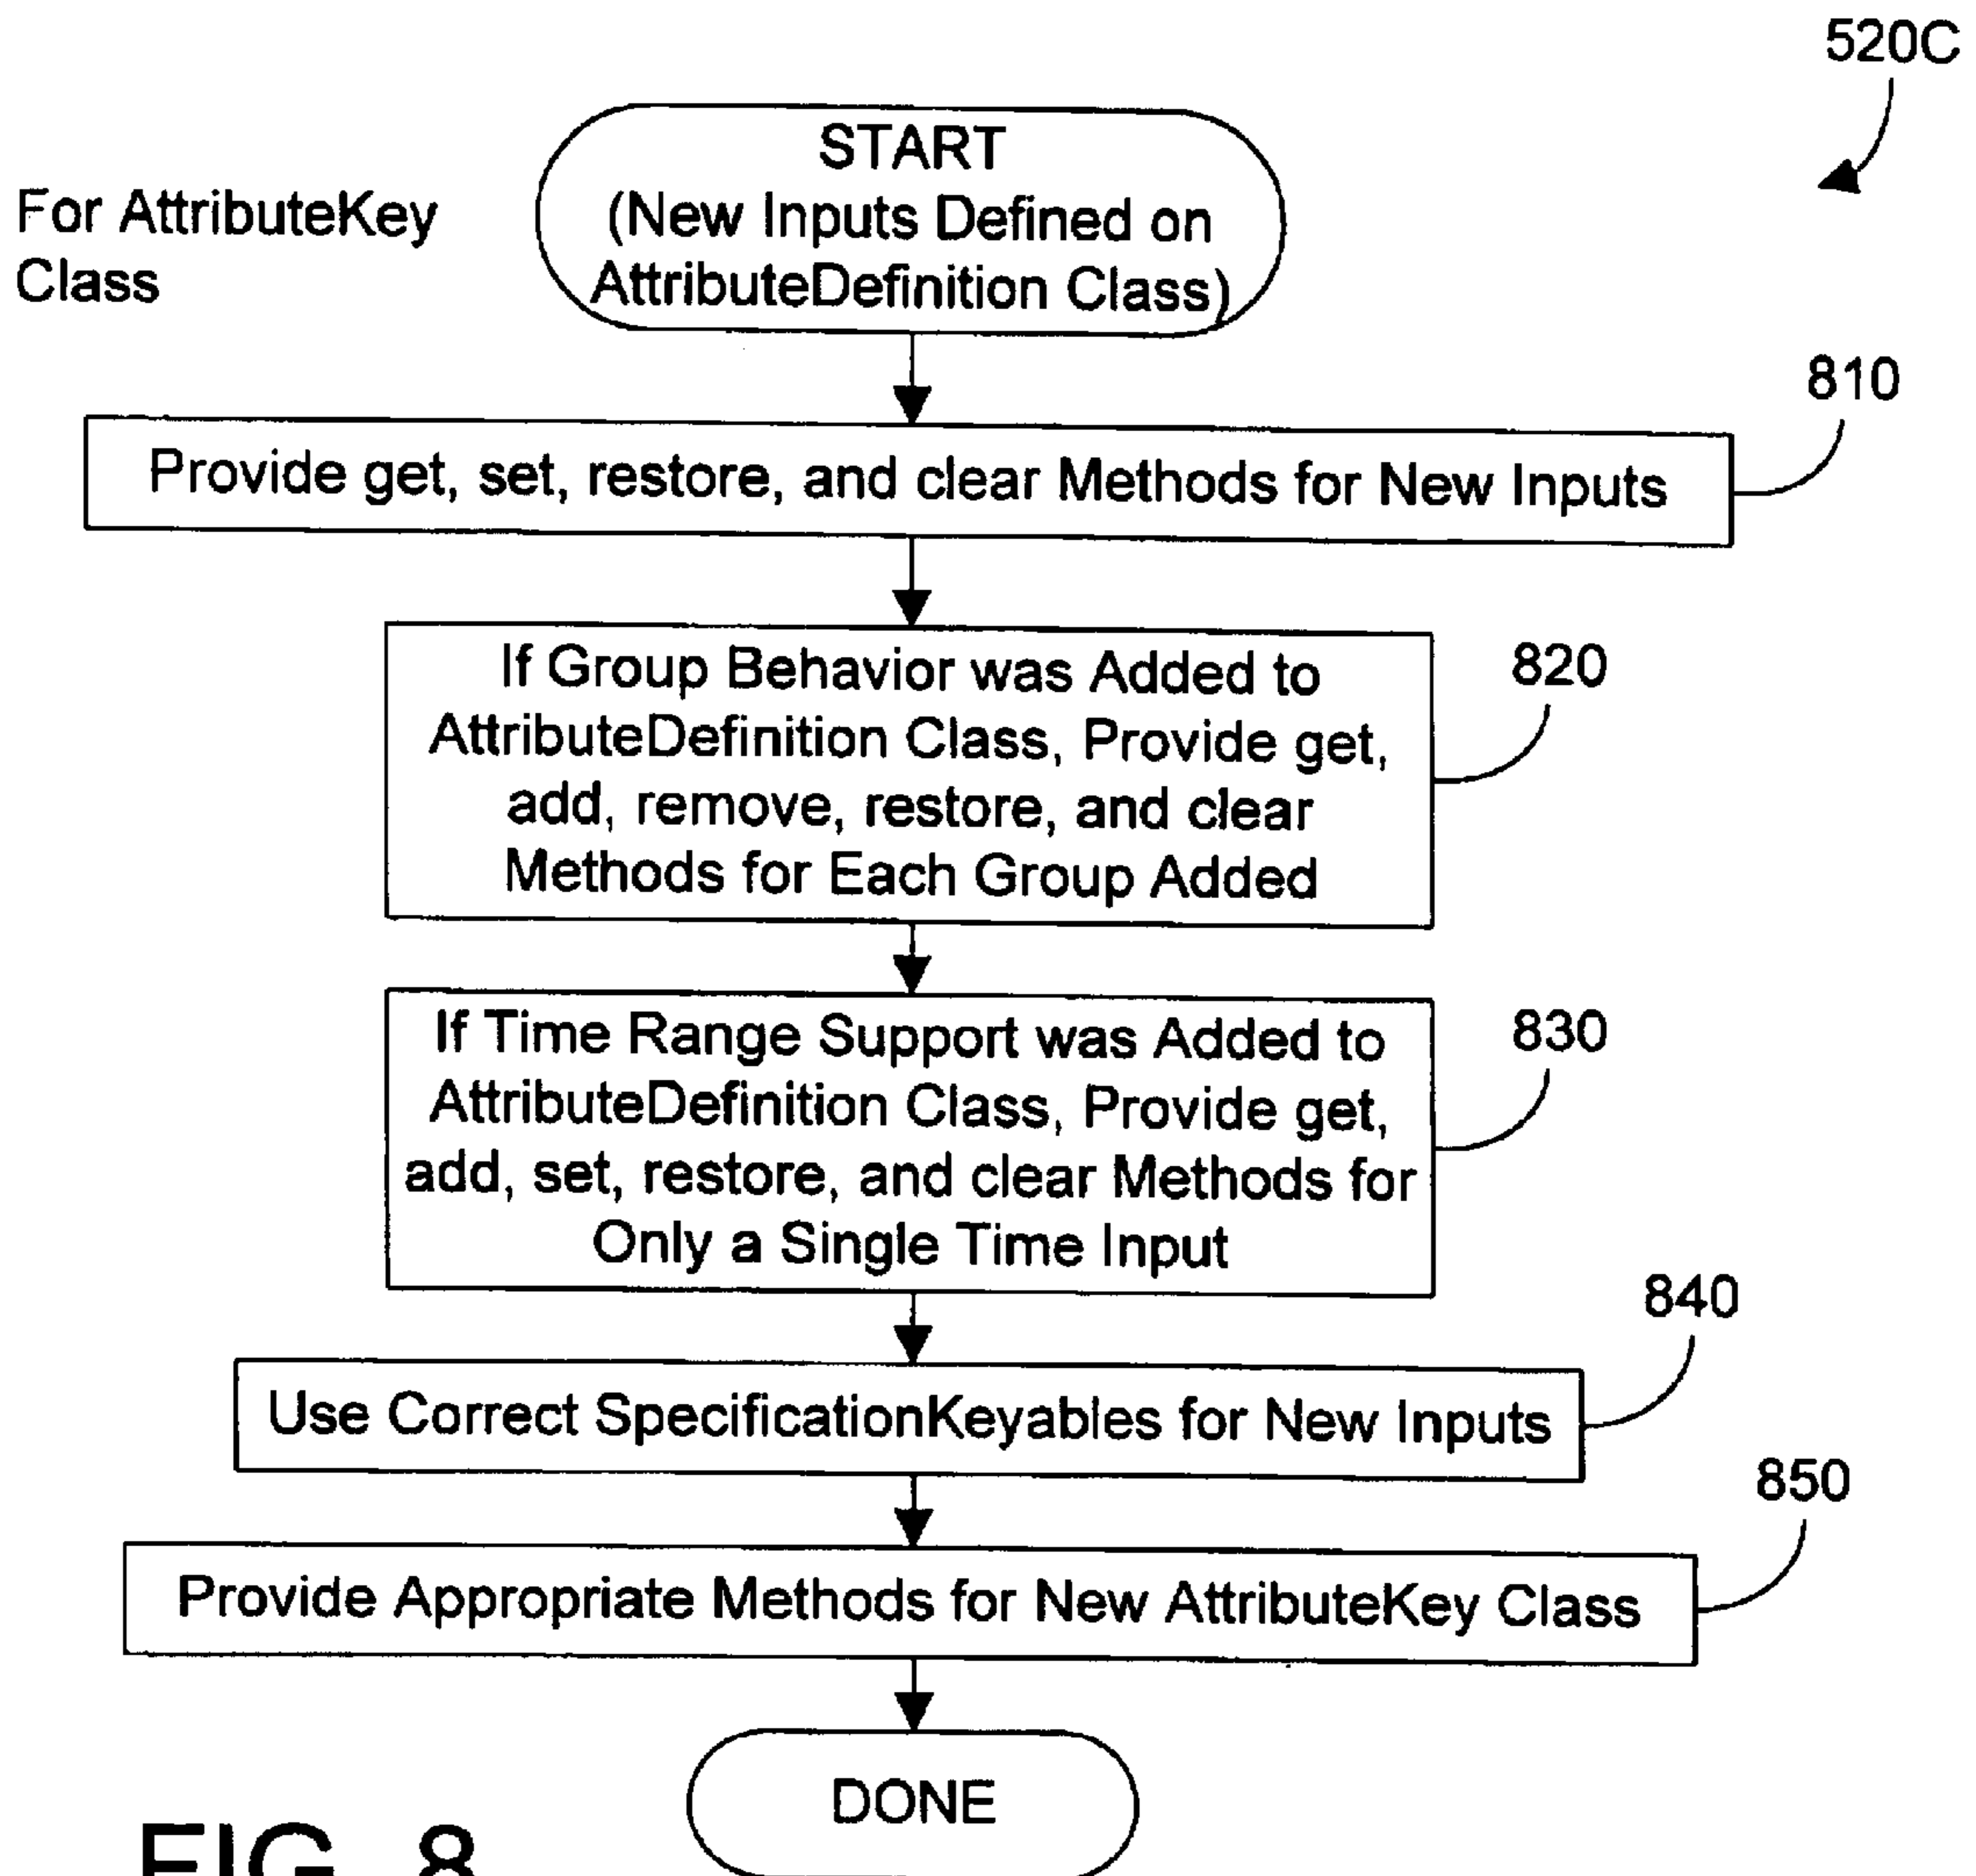 520C
For AttributeKey
Class
START
(New Inputs Defined on
AttributeDefinition Class)
810
Provide get, set, restore, and clear Methods for New Inputs
820
If Group Behavior was Added to
AttributeDefinition Class, Provide get,
add, remove, restore, and clear
Methods for Each Group Added
830
If Time Range Support was Added to
AttributeDefinition Class, Provide get,
add, set, restore, and clear Methods for
Only a Single Time Input
840
Use Correct SpecificationKeyables for New Inputs
850
Provide Appropriate Methods for New AttributeKey Class
DONE
FIG. 8